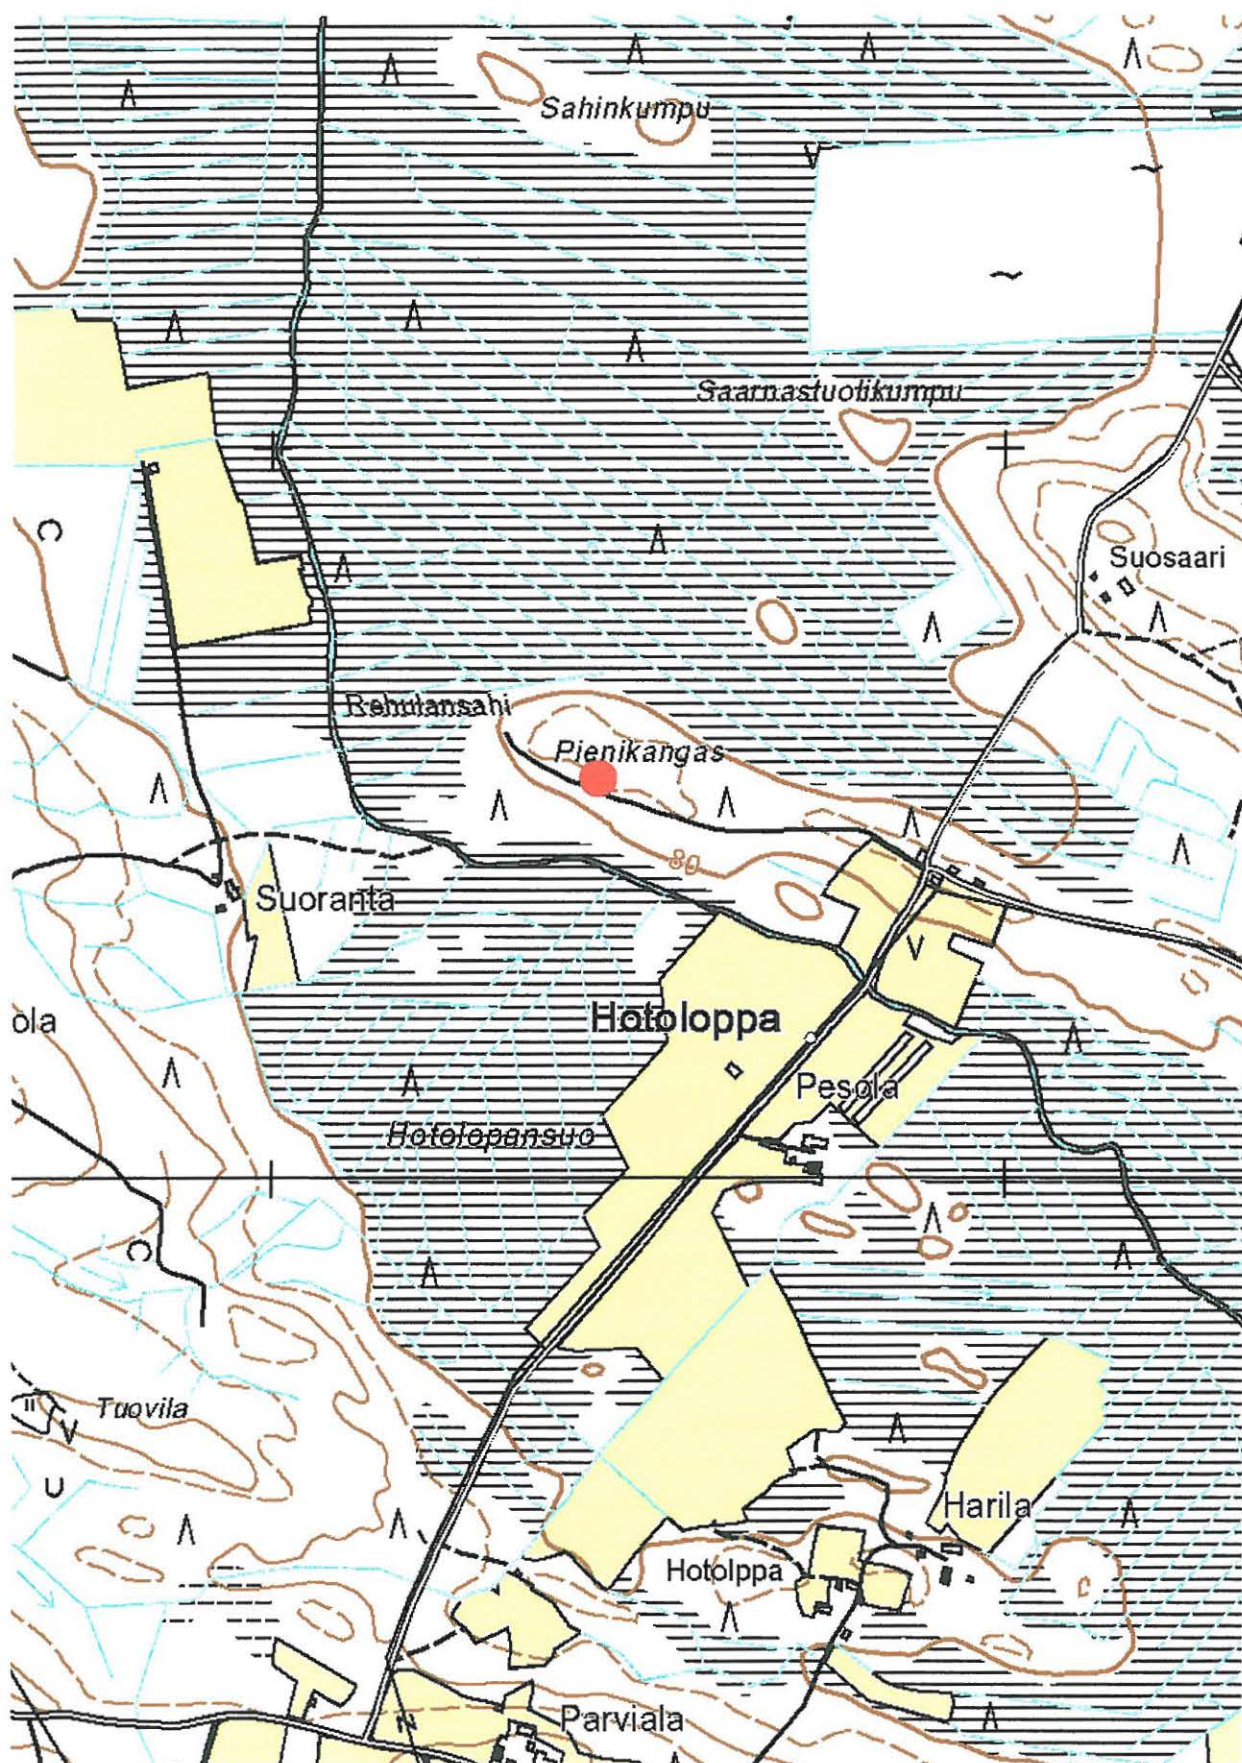 Sahinkumpu
Saarnastuolikumpu
Suosaari
Rehulansahi
Pienikangas
80
Suoranta
Hotoloppa
ola
Pesola
Hotolopansuo
Tuovila
Harila
Hotolppa
Parviala